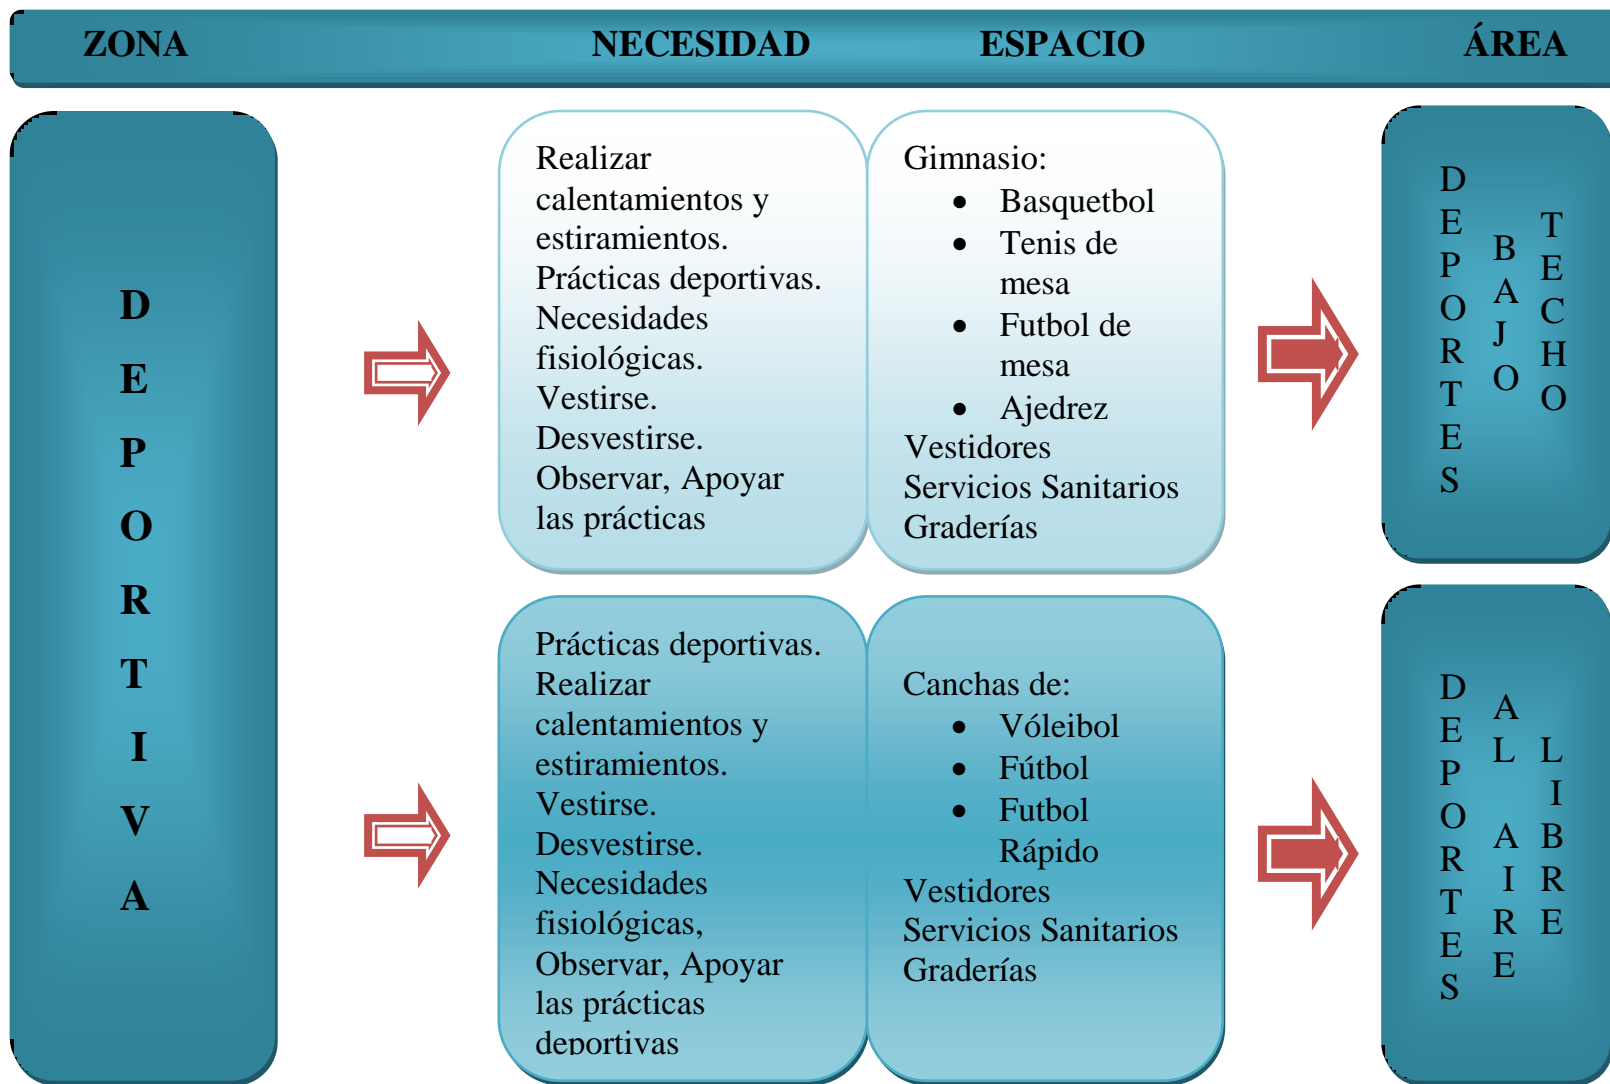 ZONA NECESIDAD ESPACIO ÁREA
DEPORTIVA
Realizar
calentamientos y
estiramientos.
Prácticas deportivas.
Necesidades
fisiológicas.
Vestirse.
Desvestirse.
Observar, Apoyar
las prácticas
Gimnasio:
• Basquetbol
• Tenis de
mesa
• Futbol de
mesa
• Ajedrez
Vestidores
Servicios Sanitarios
Graderías
DEPORTES
BAJO
TECHO
Prácticas deportivas.
Realizar
calentamientos y
estiramientos.
Vestirse.
Desvestirse.
Necesidades
fisiológicas,
Observar, Apoyar
las prácticas
deportivas
Canchas de:
• Vóleibol
• Fútbol
• Futbol
Rápido
Vestidores
Servicios Sanitarios
Graderías
DEPORTES
AL AIRE
LIBRE